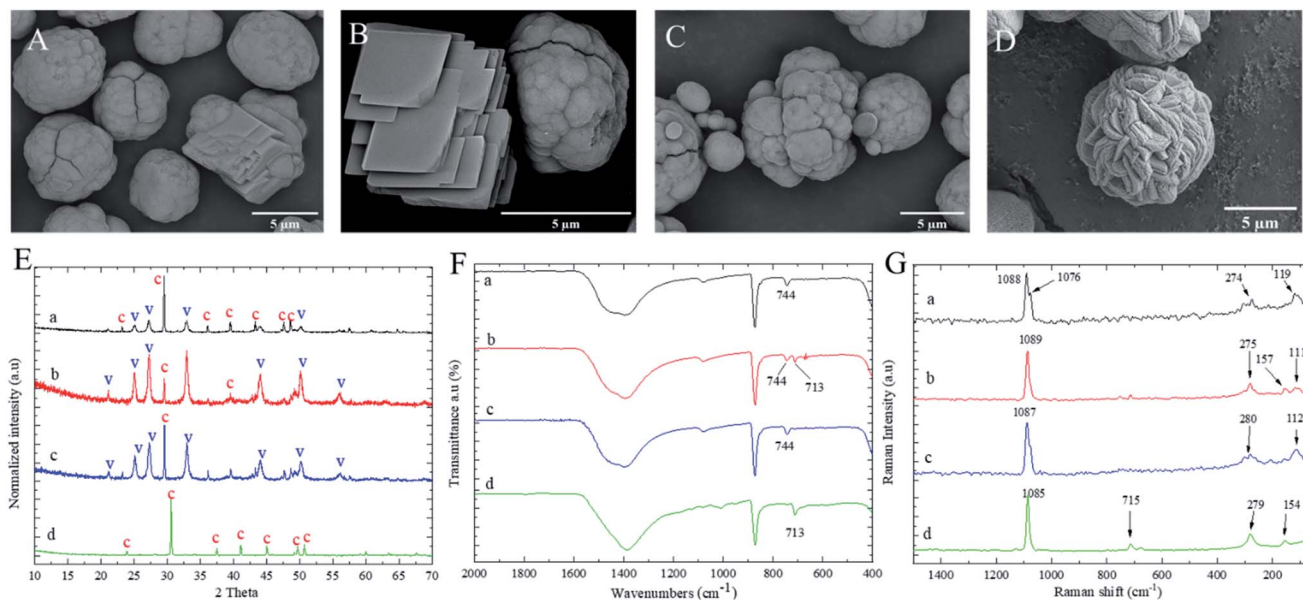 A
B
C
D
5 µm
5 µm
5 µm
5 µm
E
a
b
c
d
C
c v v v c c c c v
v v v c v c v v v
v v v c v v v v
c c c c c c c
Normalized intensity (a.u)
10 15 20 25 30 35 40 45 50 55 60 65 70
2 Theta
F
a
744
b
744 713
c
744
d
713
Transmittance a.u (%)
2000 1800 1600 1400 1200 1000 800 600 400
Wavenumbers (cm-1)
G
1088 1076 274 119
a
1089 275 157 111
b
1087 280 112
c
1085 715 279 154
d
Raman Intensity (a.u)
1400 1200 1000 800 600 400 200
Raman shift (cm-1)